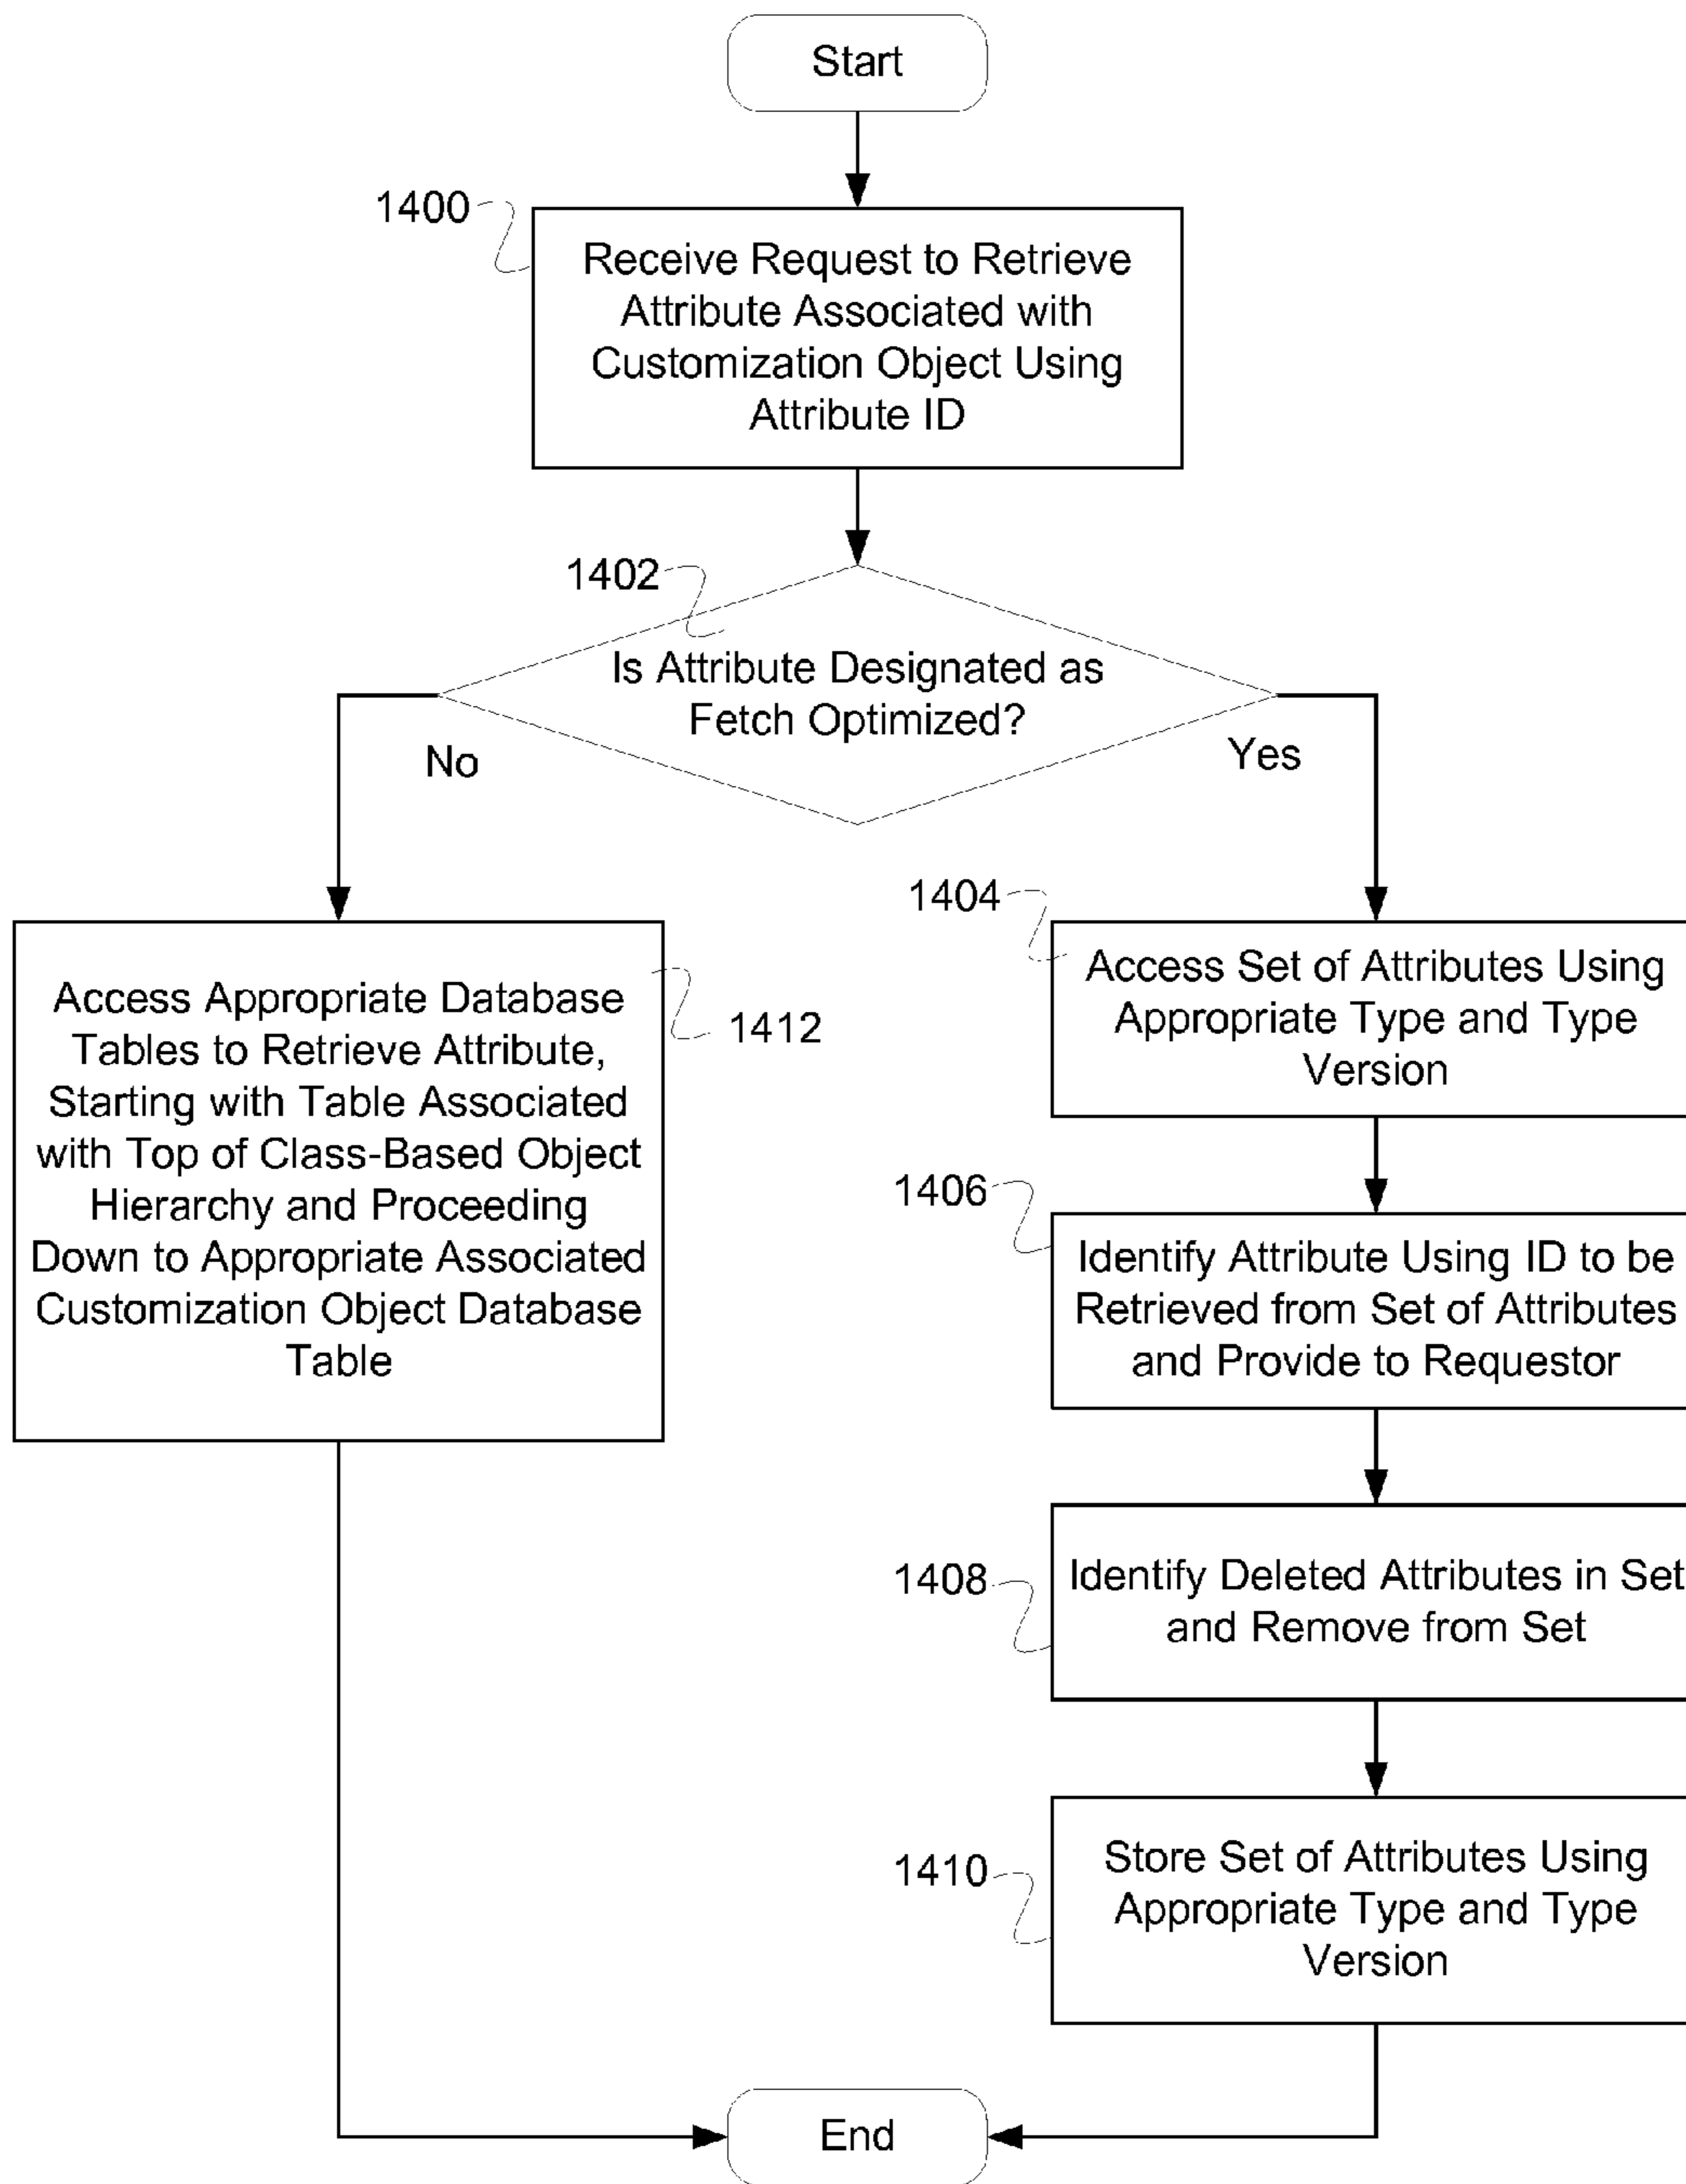 Start
1400
Receive Request to Retrieve
Attribute Associated with
Customization Object Using
Attribute ID
1402
Is Attribute Designated as
Fetch Optimized?
No
Yes
1404
Access Set of Attributes Using
Appropriate Type and Type
Version
Access Appropriate Database
Tables to Retrieve Attribute,
Starting with Table Associated
with Top of Class-Based Object
Hierarchy and Proceeding
Down to Appropriate Associated
Customization Object Database
Table
1412
1406
Identify Attribute Using ID to be
Retrieved from Set of Attributes
and Provide to Requestor
1408
Identify Deleted Attributes in Set
and Remove from Set
1410
Store Set of Attributes Using
Appropriate Type and Type
Version
End